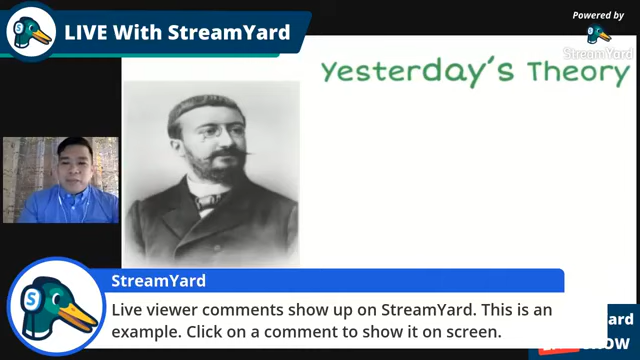 LIVE With StreamYard
Powered by
StreamYard
Yesterday's Theory
StreamYard
Live viewer comments show up on StreamYard. This is an
example. Click on a comment to show it on screen.
ard